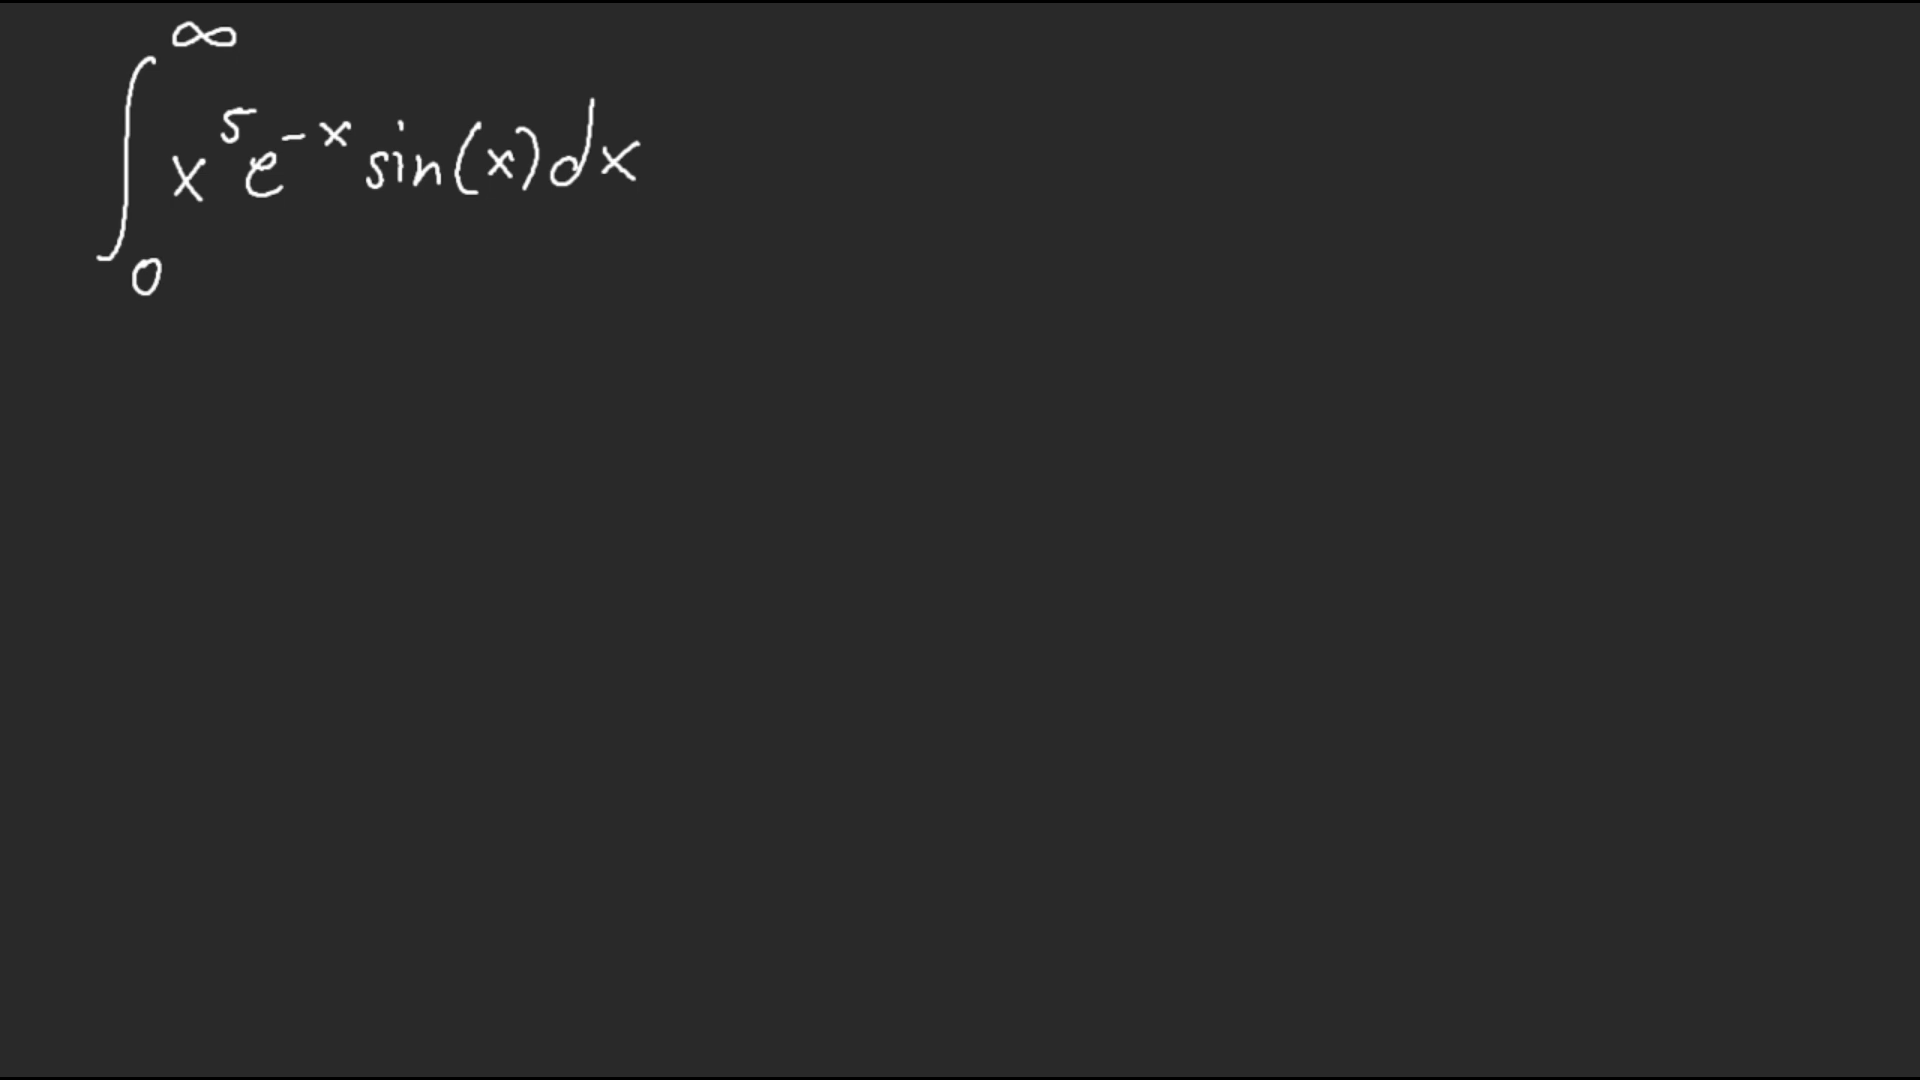 ∫₀^∞ x⁵e⁻ˣ sin(x)dx